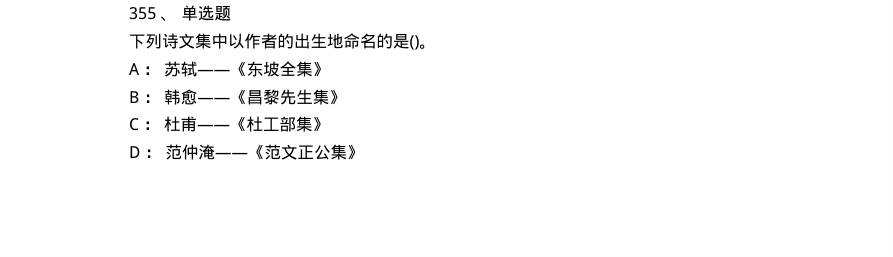 355 、 单选题
下列诗文集中以作者的出生地命名的是()。
A ： 苏轼——《东坡全集》
B ： 韩愈——《昌黎先生集》
C ： 杜甫——《杜工部集》
D ： 范仲淹——《范文正公集》